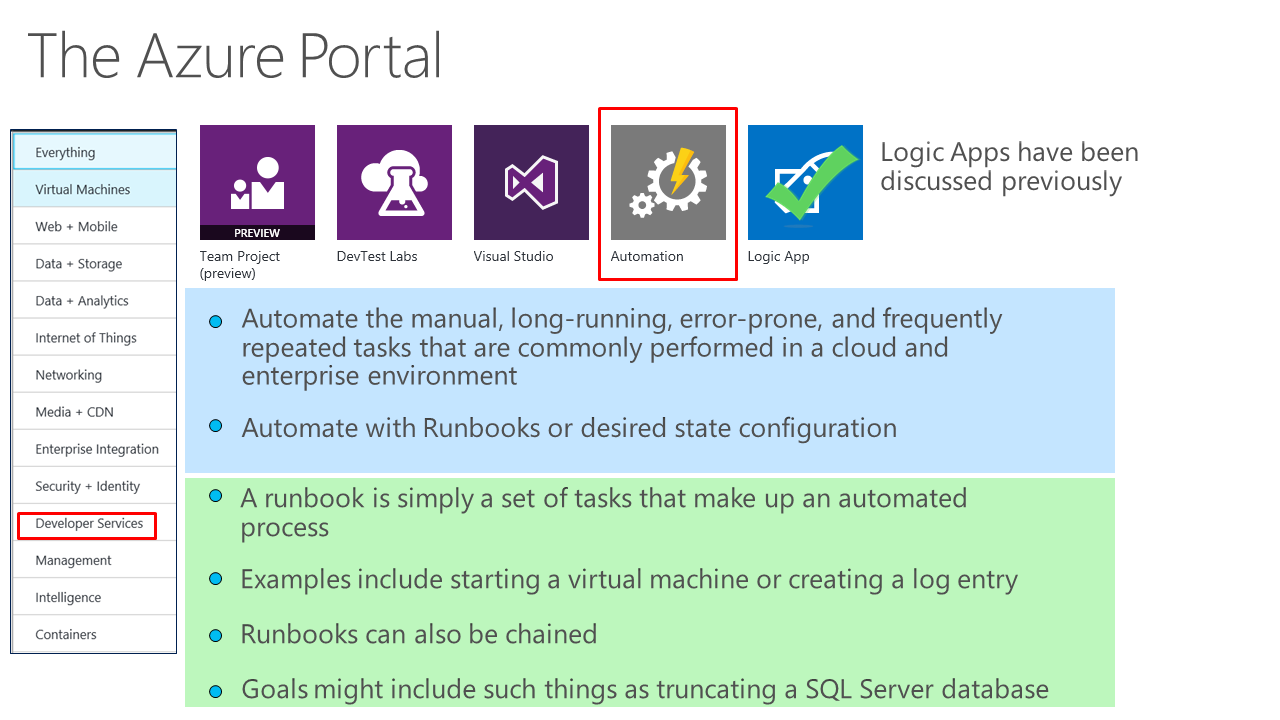 The Azure Portal
Everything
Virtual Machines
Web + Mobile
Data + Storage
Data + Analytics
Internet of Things
Networking
Media + CDN
Enterprise Integration
Security + Identity
Developer Services
Management
Intelligence
Containers
PREVIEW
Team Project
(preview)
DevTest Labs
Visual Studio
Automation
Logic App
Logic Apps have been
discussed previously
Automate the manual, long-running, error-prone, and frequently
repeated tasks that are commonly performed in a cloud and
enterprise environment
Automate with Runbooks or desired state configuration
A runbook is simply a set of tasks that make up an automated
process
Examples include starting a virtual machine or creating a log entry
Runbooks can also be chained
Goals might include such things as truncating a SQL Server database